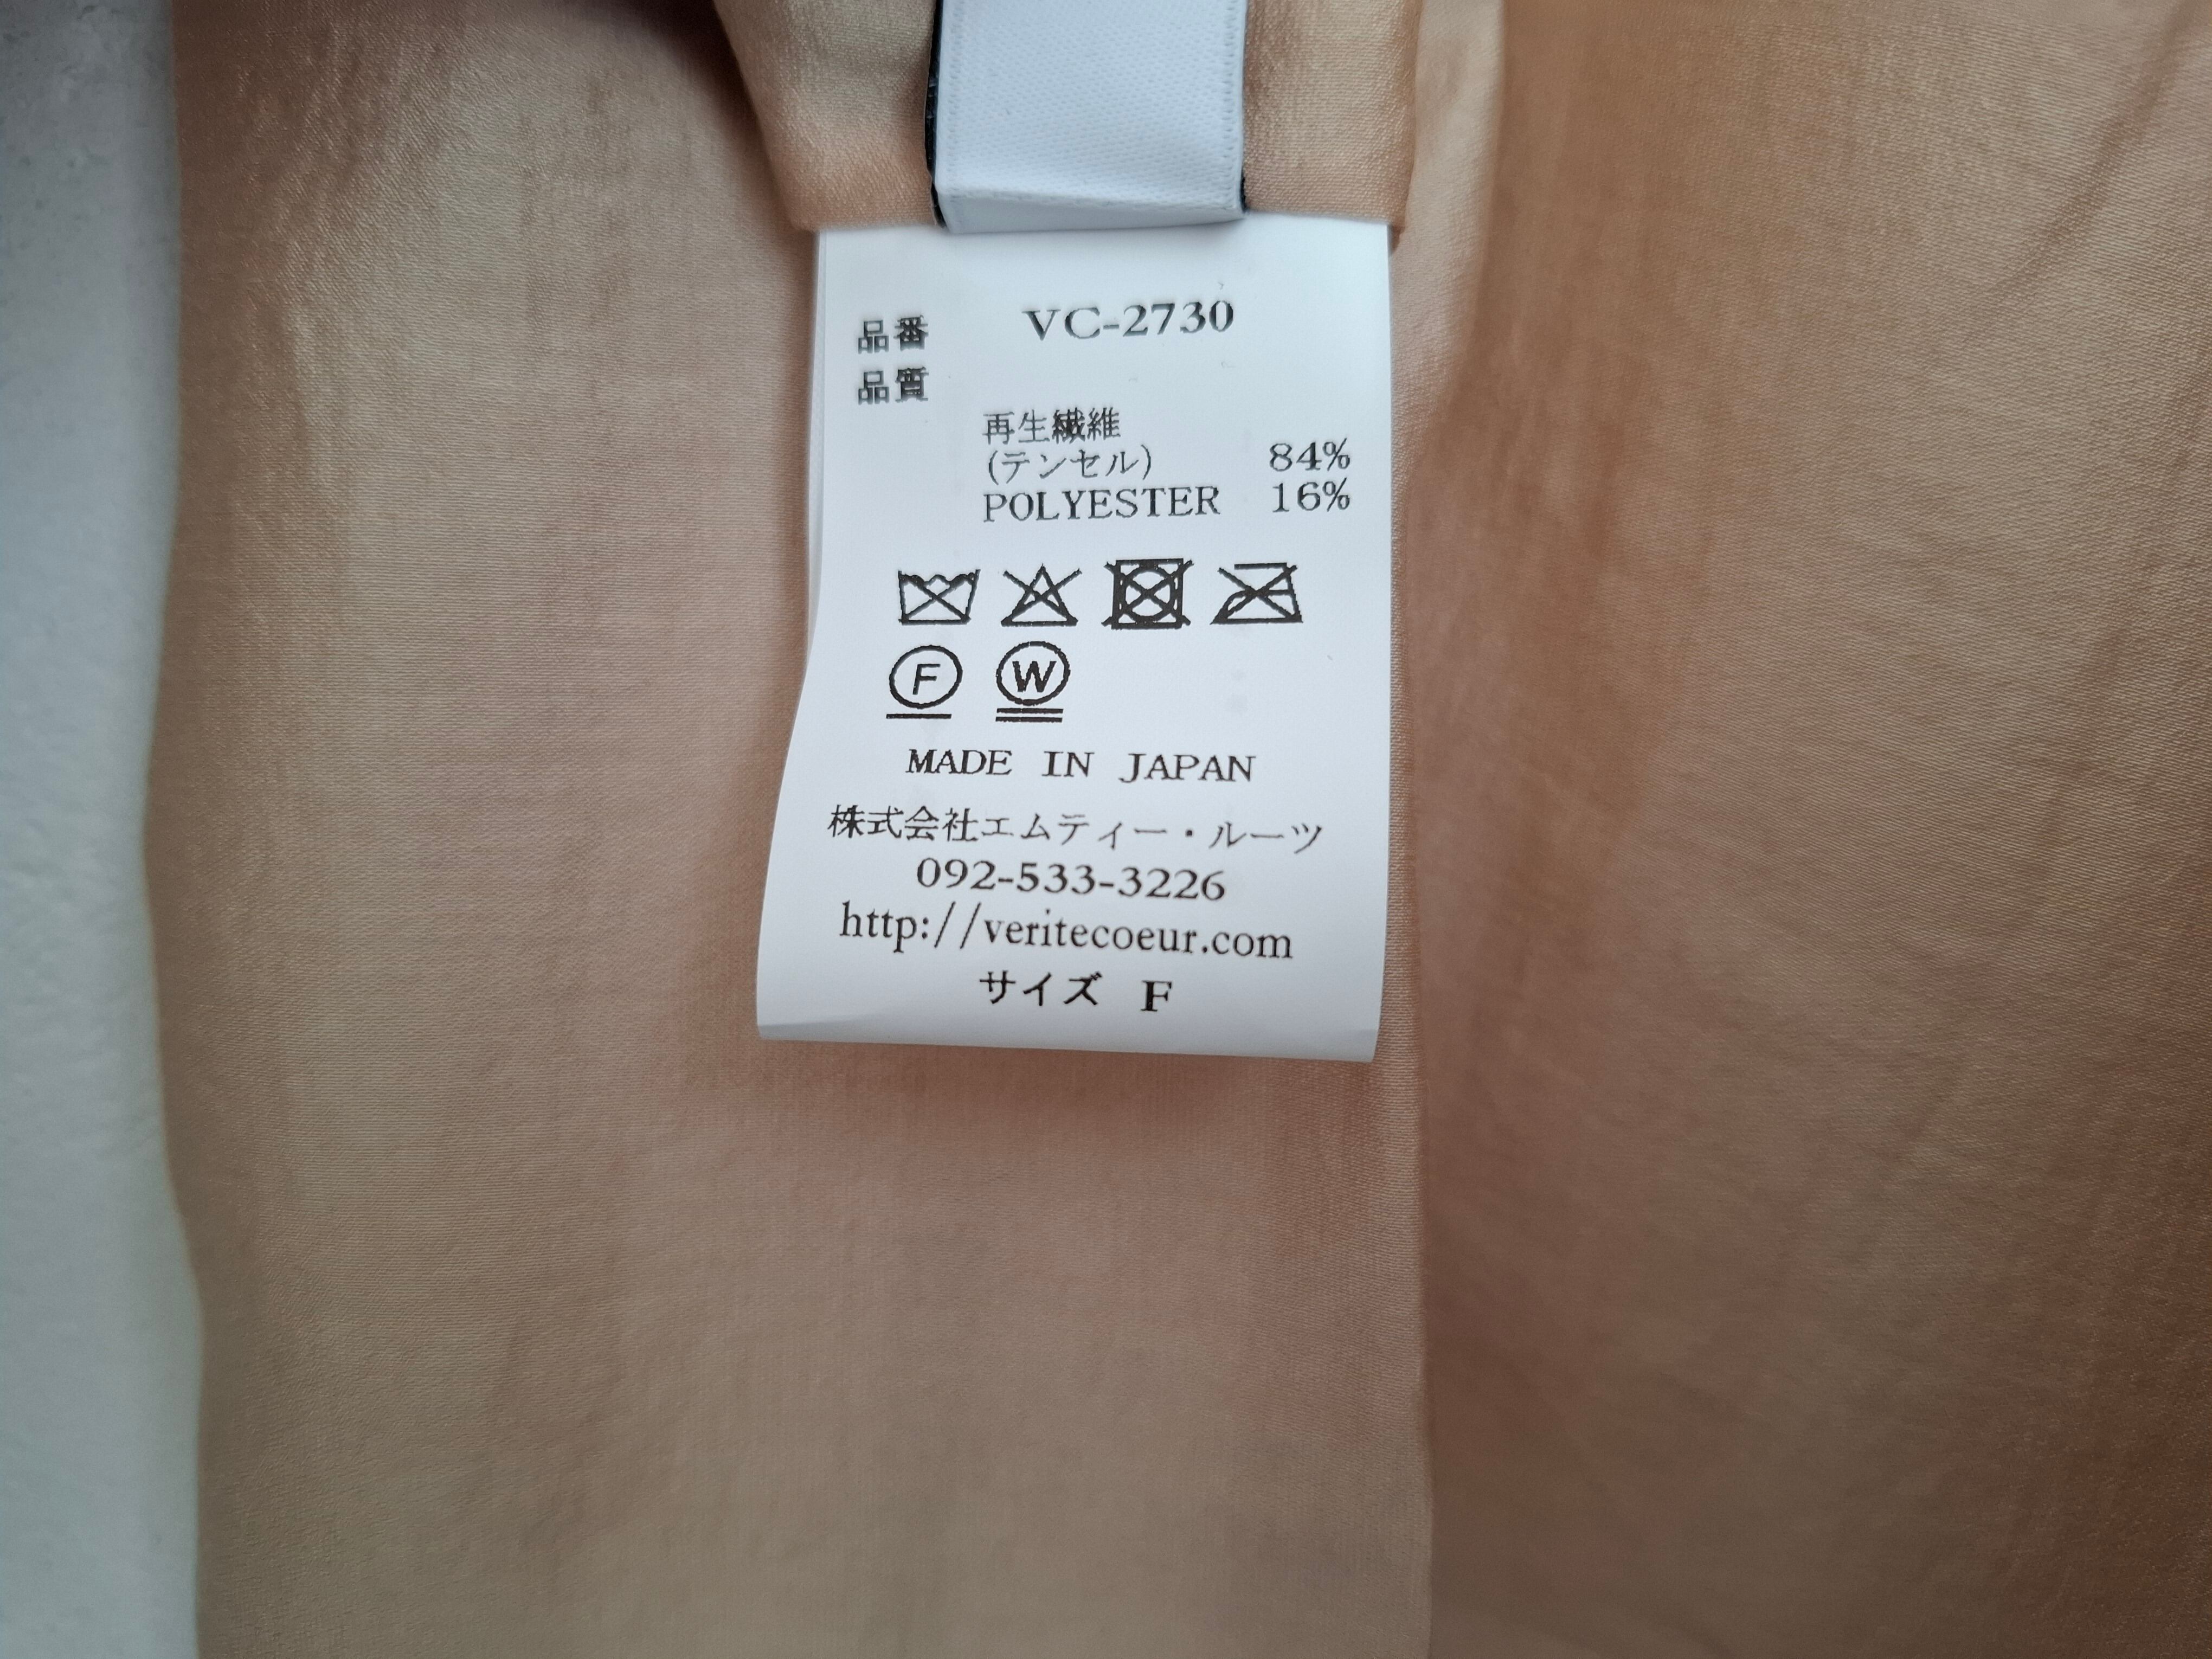 品番 VC-2730
品質
再生繊維
(テンセル) 84%
POLYESTER 16%
F W
MADE IN JAPAN
株式会社エムティー・ルーツ
092-533-3226
http://veritecoeur.com
サイズ F